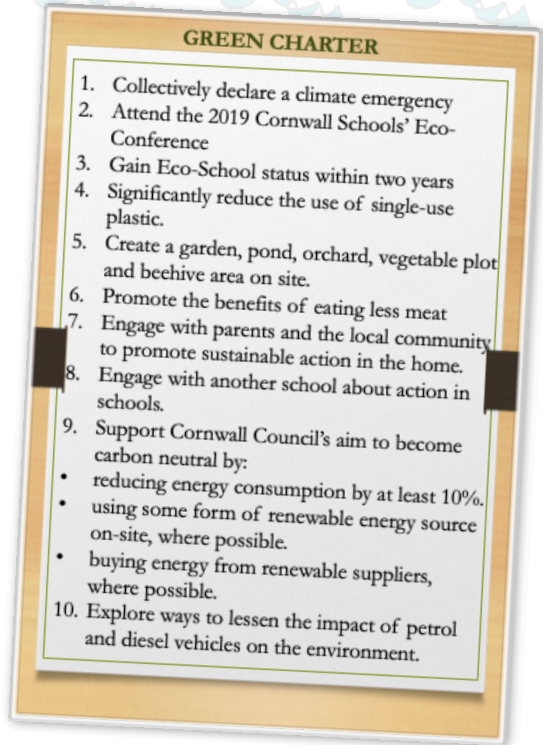 GREEN CHARTER
1. Collectively declare a climate emergency
2. Attend the 2019 Cornwall Schools' Eco-
Conference
3. Gain Eco-School status within two years
4. Significantly reduce the use of single-use
plastic.
5. Create a garden, pond, orchard, vegetable plot
and beehive area on site.
6. Promote the benefits of eating less meat
7. Engage with parents and the local community
to promote sustainable action in the home.
8. Engage with another school about action in
schools.
9. Support Cornwall Council's aim to become
carbon neutral by:
• reducing energy consumption by at least 10%.
• using some form of renewable energy source
on-site, where possible.
• buying energy from renewable suppliers,
where possible.
10. Explore ways to lessen the impact of petrol
and diesel vehicles on the environment.